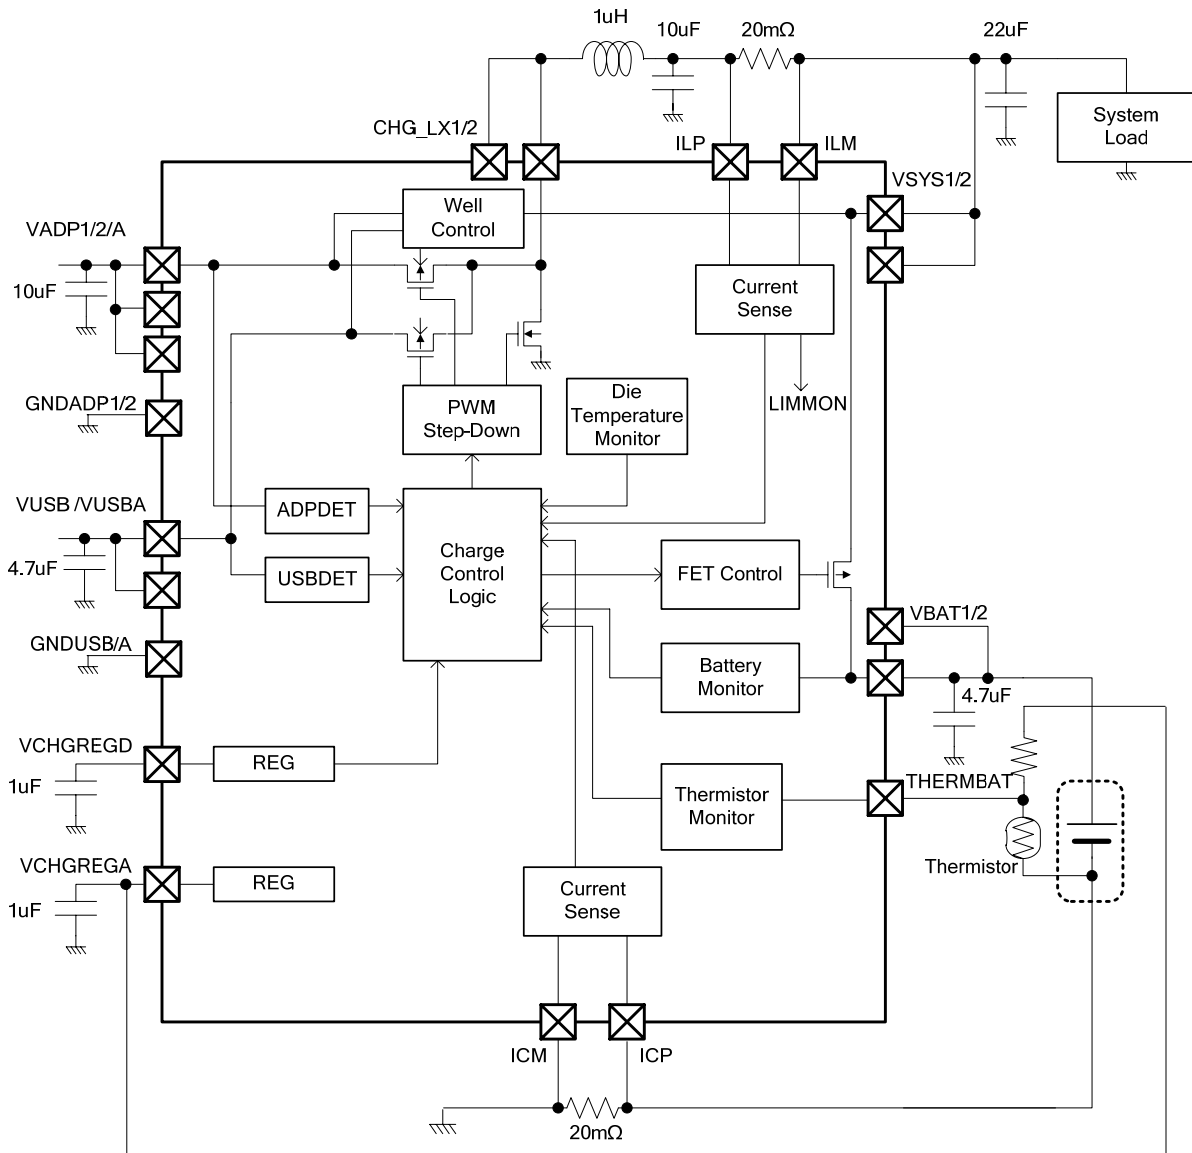 1uH
10uF
20mΩ
22uF
System
Load
CHG_LX1/2
ILP
ILM
VSYS1/2
Well
Control
VADP1/2/A
10uF
Current
Sense
LIMMON
GNDADP1/2
PWM
Step-Down
Die
Temperature
Monitor
VUSB /VUSBA
4.7uF
ADPDET
USBDET
Charge
Control
Logic
FET Control
VBAT1/2
GNDUSB/A
Battery
Monitor
4.7uF
VCHGREGD
1uF
REG
Thermistor
Monitor
THERMBAT
Thermistor
VCHGREGA
1uF
REG
Current
Sense
ICM
ICP
20mΩ